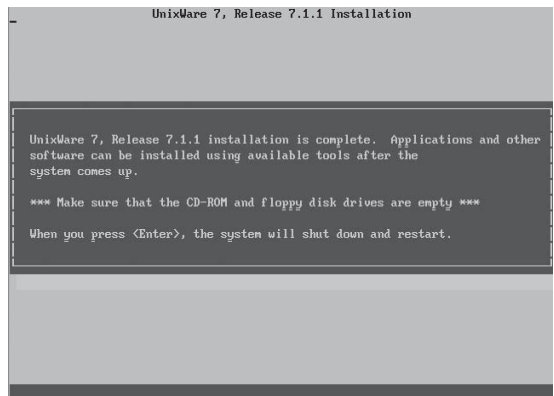 UnixWare 7, Release 7.1.1 Installation
UnixWare 7, Release 7.1.1 installation is complete.  Applications and other
software can be installed using available tools after the
system comes up.
*** Make sure that the CD-ROM and floppy disk drives are empty ***
When you press <Enter>, the system will shut down and restart.